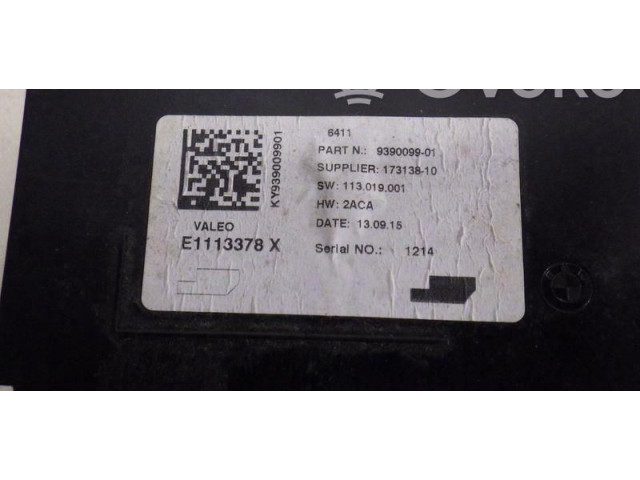 6411
PART N.: 9390099-01
SUPPLIER: 173138-10
SW: 113.019.001
HW: 2ACA
DATE: 13.09.15
Serial NO.: 1214
KY939009901
VALEO
E1113378 X